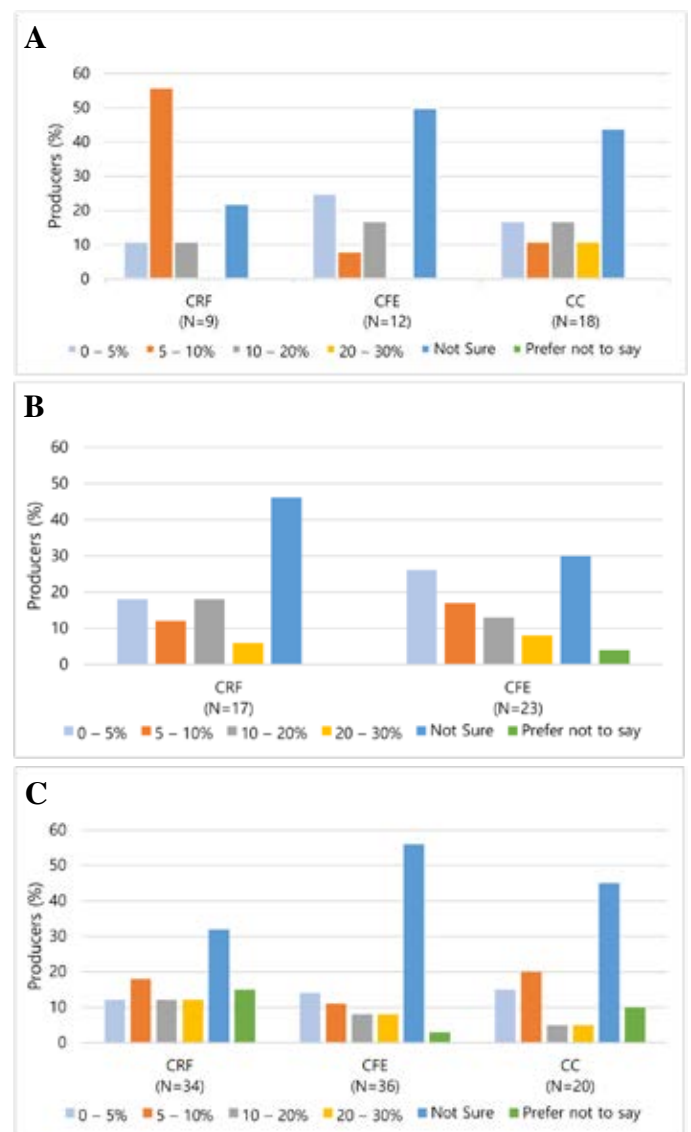 A
60
50
40
30
20
10
0
Producers (%)
CRF CFE CC
(N=9) (N=12) (N=18)
0 – 5% 5 – 10% 10 – 20% 20 – 30% Not Sure Prefer not to say
B
60
50
40
30
20
10
0
Producers (%)
CRF CFE
(N=17) (N=23)
0 – 5% 5 – 10% 10 – 20% 20 – 30% Not Sure Prefer not to say
C
60
50
40
30
20
10
0
Producers (%)
CRF CFE CC
(N=34) (N=36) (N=20)
0 – 5% 5 – 10% 10 – 20% 20 – 30% Not Sure Prefer not to say